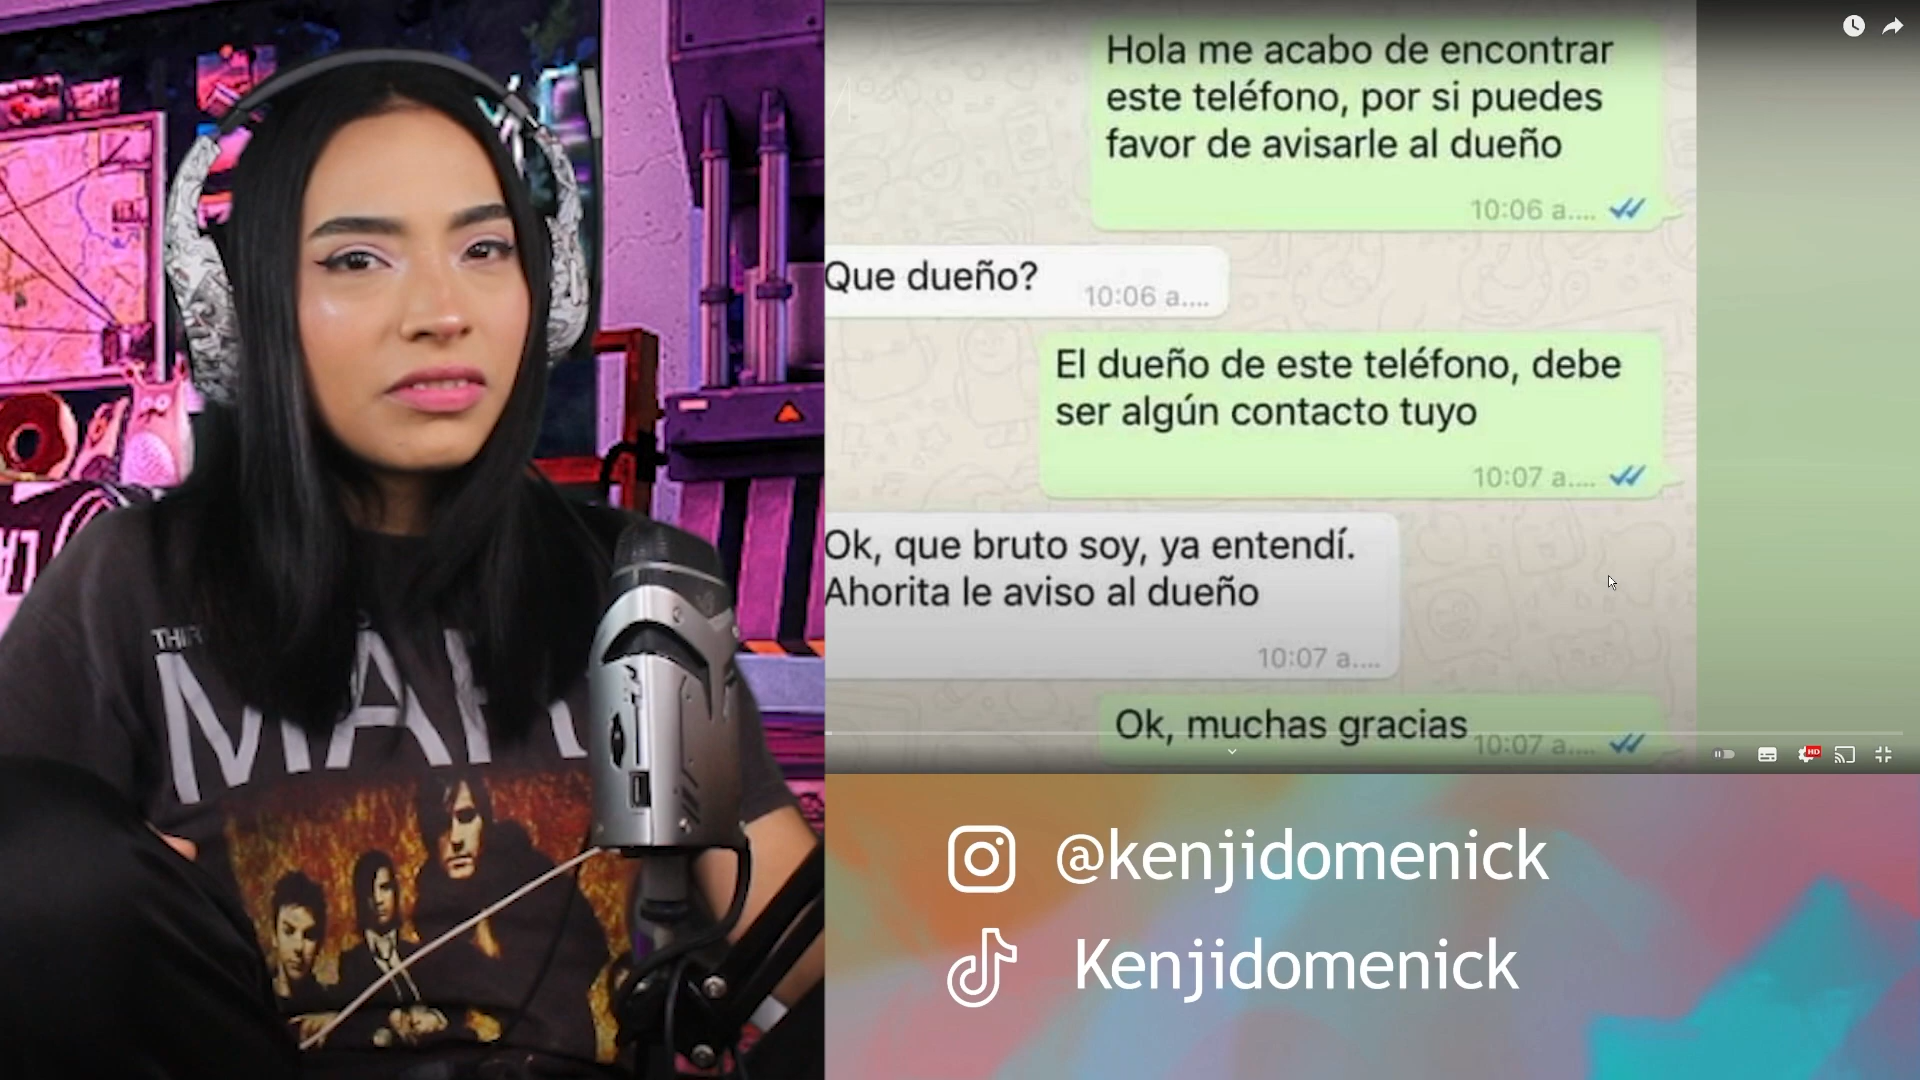 Hola me acabo de encontrar
este teléfono, por si puedes
favor de avisarle al dueño
10:06 a....
Que dueño?
10:06 a....
El dueño de este teléfono, debe
ser algún contacto tuyo
10:07 a....
Ok, que bruto soy, ya entendí.
Ahorita le aviso al dueño
10:07 a....
Ok, muchas gracias
10:07 a....
HD
@kenjidomenick
Kenjidomenick